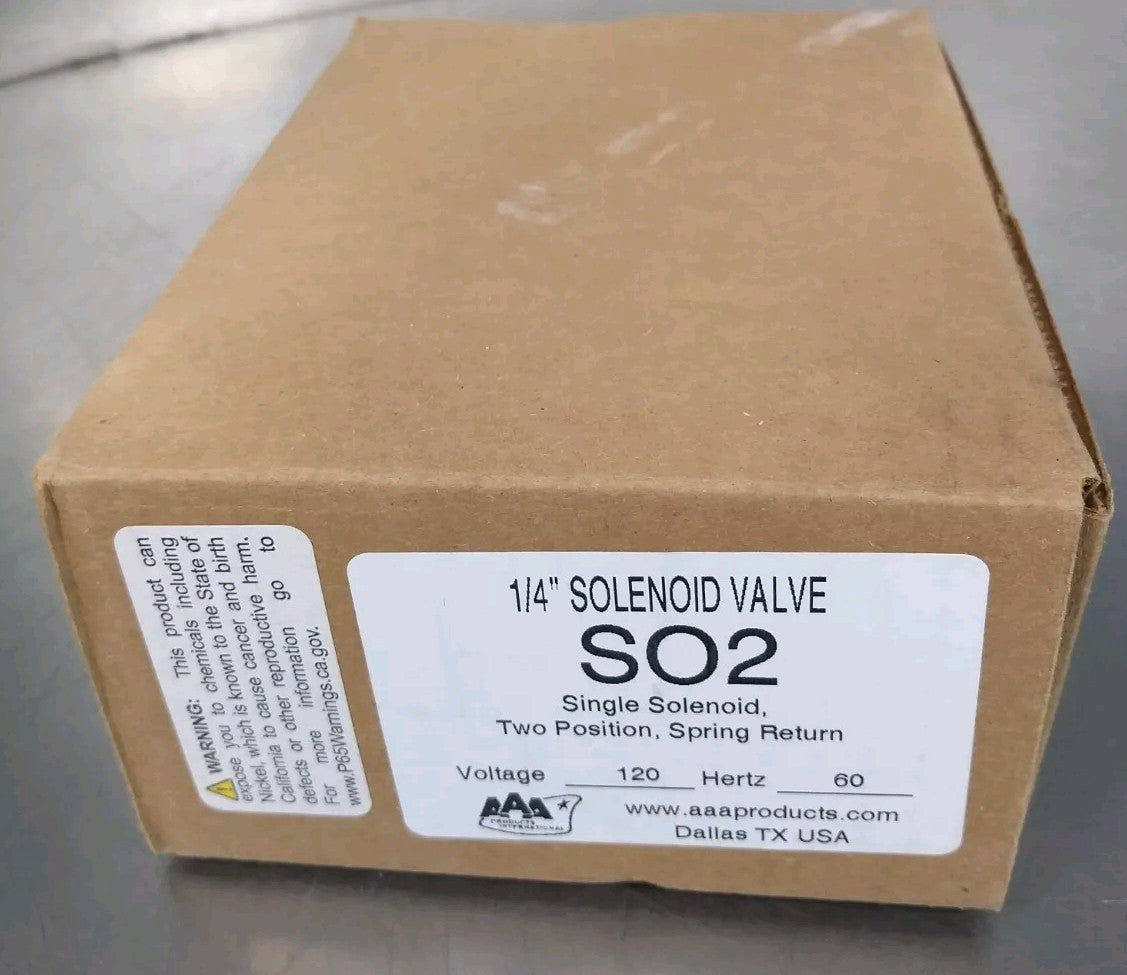 WARNING: This product can
expose you to chemicals including
Nickel, which is known to the State of
California to cause cancer and birth
defects or other reproductive harm.
For more information go to
www.P65Warnings.ca.gov.
1/4" SOLENOID VALVE
SO2
Single Solenoid,
Two Position, Spring Return
Voltage 120 Hertz 60
AAA
PRODUCTS
INTERNATIONAL
www.aaaproducts.com
Dallas TX USA